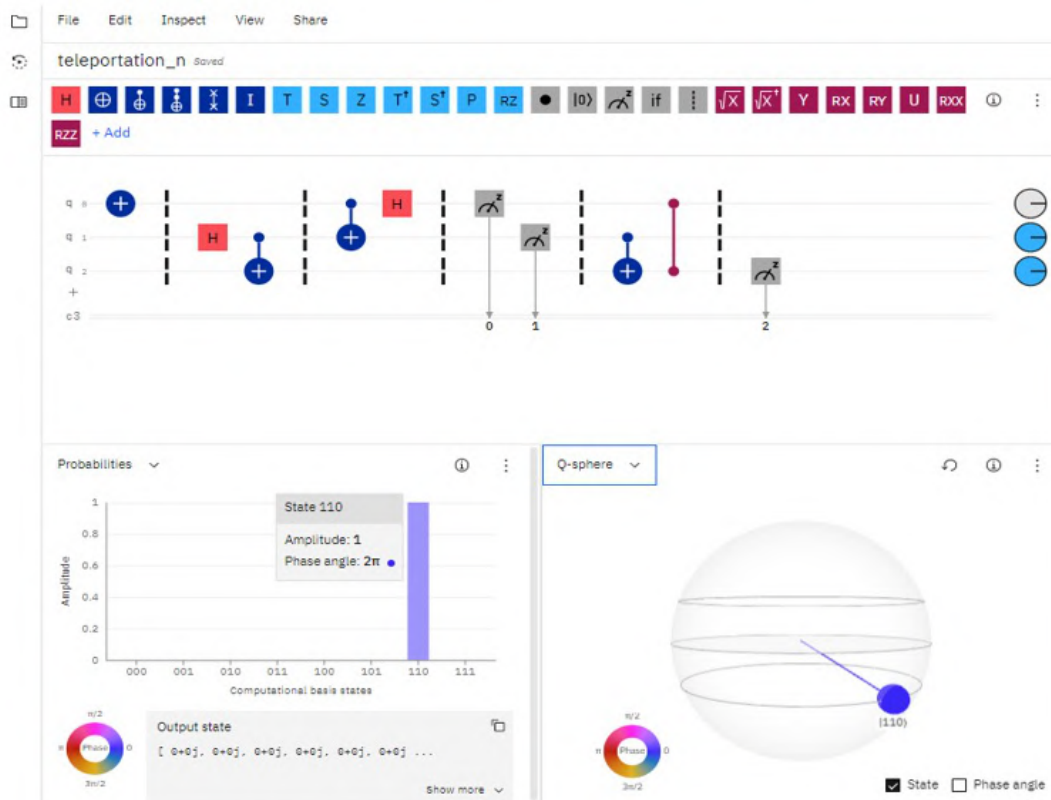 File Edit Inspect View Share
teleportation_n Saved
H I T S Z T† S† P RZ |0⟩ z if √X √X† Y RX RY U RXX
RZZ + Add
q 0 H z
q 1 H z
q 2 z
+
c3
0 1 2
Probabilities
Q-sphere
State 110
Amplitude: 1
Phase angle: 2π
Amplitude
1
0.8
0.6
0.4
0.2
0
000 001 010 011 100 101 110 111
Computational basis states
π/2
π Phase 0
3π/2
Output state
[ 0+0j, 0+0j, 0+0j, 0+0j, 0+0j, 0+0j ...
Show more
|110⟩
π/2
π Phase 0
3π/2
State Phase angle